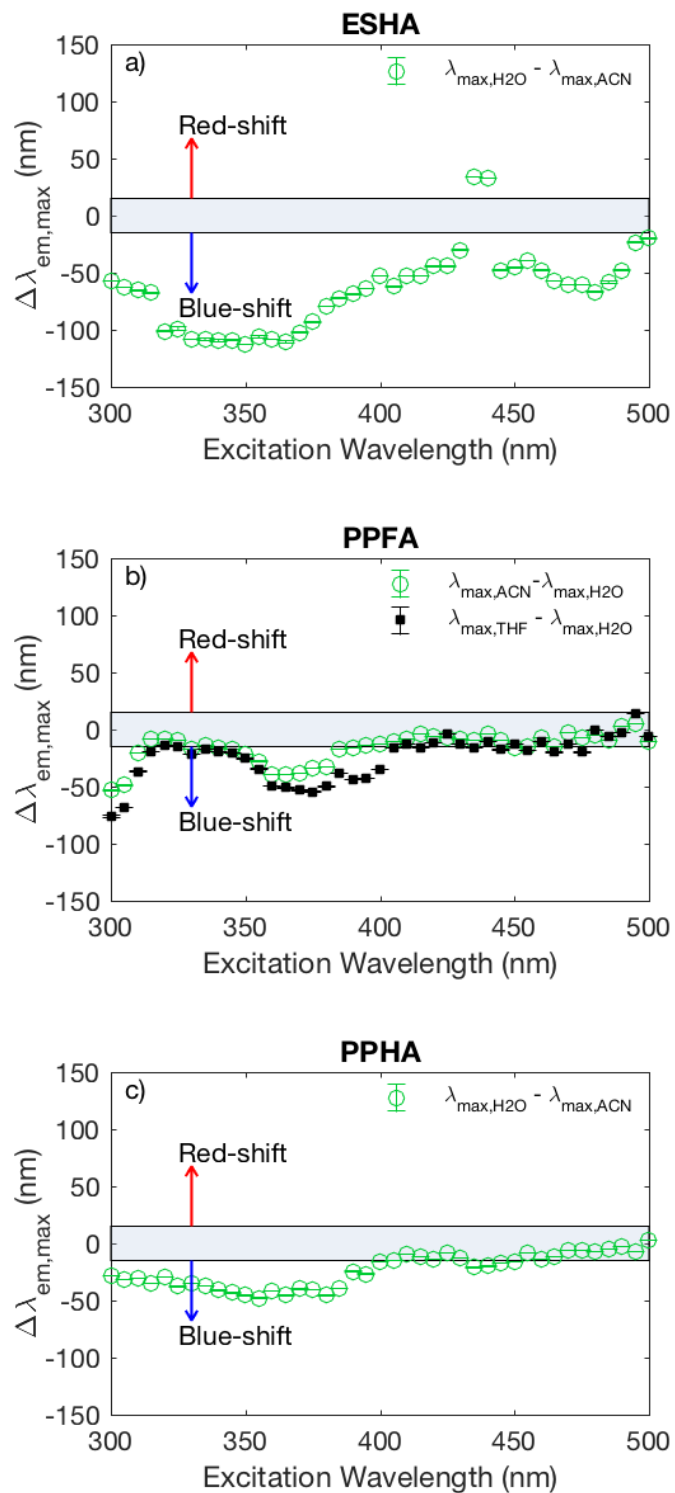 ESHA
a)
λmax,H2O - λmax,ACN
Red-shift
Blue-shift
Δλem,max (nm)
150
100
50
0
-50
-100
-150
300
350
400
450
500
Excitation Wavelength (nm)
PPFA
b)
λmax,ACN-λmax,H2O
λmax,THF - λmax,H2O
Red-shift
Blue-shift
Δλem,max (nm)
150
100
50
0
-50
-100
-150
300
350
400
450
500
Excitation Wavelength (nm)
PPHA
c)
λmax,H2O - λmax,ACN
Red-shift
Blue-shift
Δλem,max (nm)
150
100
50
0
-50
-100
-150
300
350
400
450
500
Excitation Wavelength (nm)